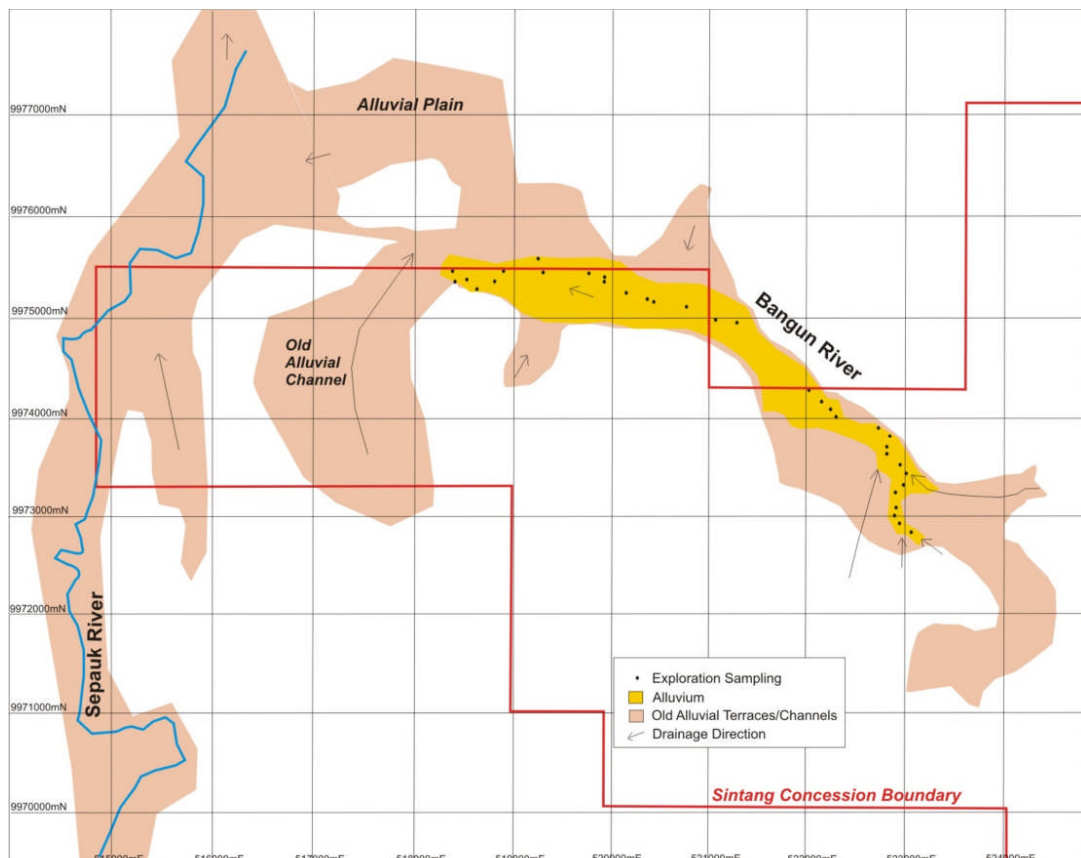 9977000mN
Alluvial Plain
9976000mN
9975000mN
Bangun River
Old
Alluvial
Channel
9974000mN
9973000mN
9972000mN
Sepauk River
Exploration Sampling
Alluvium
Old Alluvial Terraces/Channels
Drainage Direction
9971000mN
Sintang Concession Boundary
9970000mN